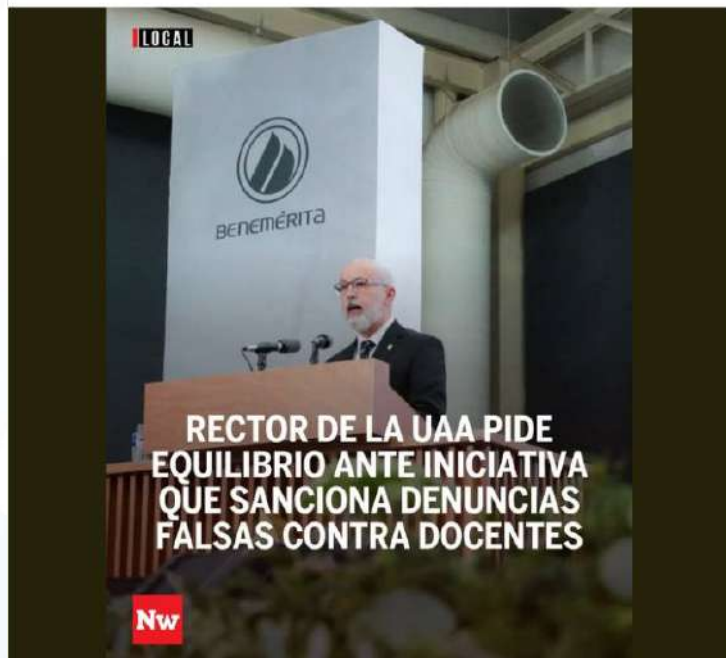 LOCAL
BENEMÉRITA
RECTOR DE LA UAA PIDE
EQUILIBRIO ANTE INICIATIVA
QUE SANCIONA DENUNCIAS
FALSAS CONTRA DOCENTES
Nw